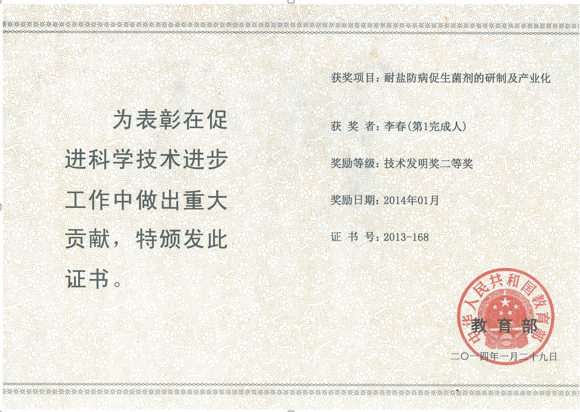 为表彰在促
进科学技术进步
工作中做出重大
贡献，特颁发此
证书。
获奖项目：耐盐防病促生菌剂的研制及产业化
获 奖 者：李春(第1完成人)
奖励等级：技术发明奖二等奖
奖励日期：2014年01月
证 书 号：2013-168
中华人民共和国教育部
教育部
二〇一四年一月二十九日